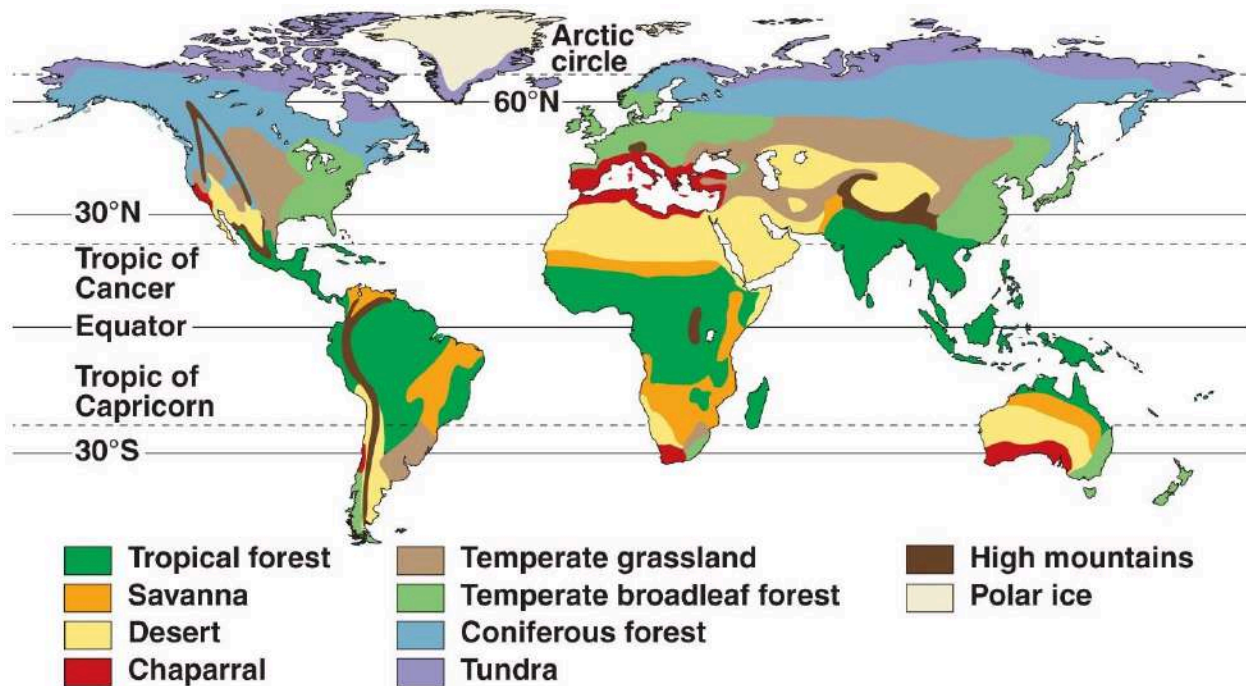 Arctic
circle
60°N
30°N
Tropic of
Cancer
Equator
Tropic of
Capricorn
30°S
Tropical forest
Savanna
Desert
Chaparral
Temperate grassland
Temperate broadleaf forest
Coniferous forest
Tundra
High mountains
Polar ice